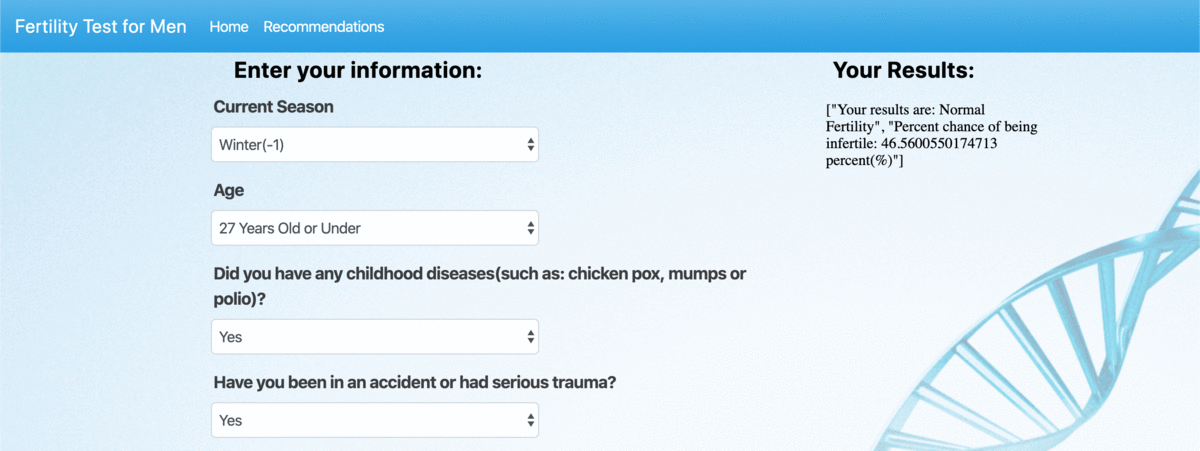 Fertility Test for Men Home Recommendations
Enter your information:
Current Season
Winter(-1)
Age
27 Years Old or Under
Did you have any childhood diseases(such as: chicken pox, mumps or
polio)?
Yes
Have you been in an accident or had serious trauma?
Yes
Your Results:
["Your results are: Normal
Fertility", "Percent chance of being
infertile: 46.5600550174713
percent(%)"]